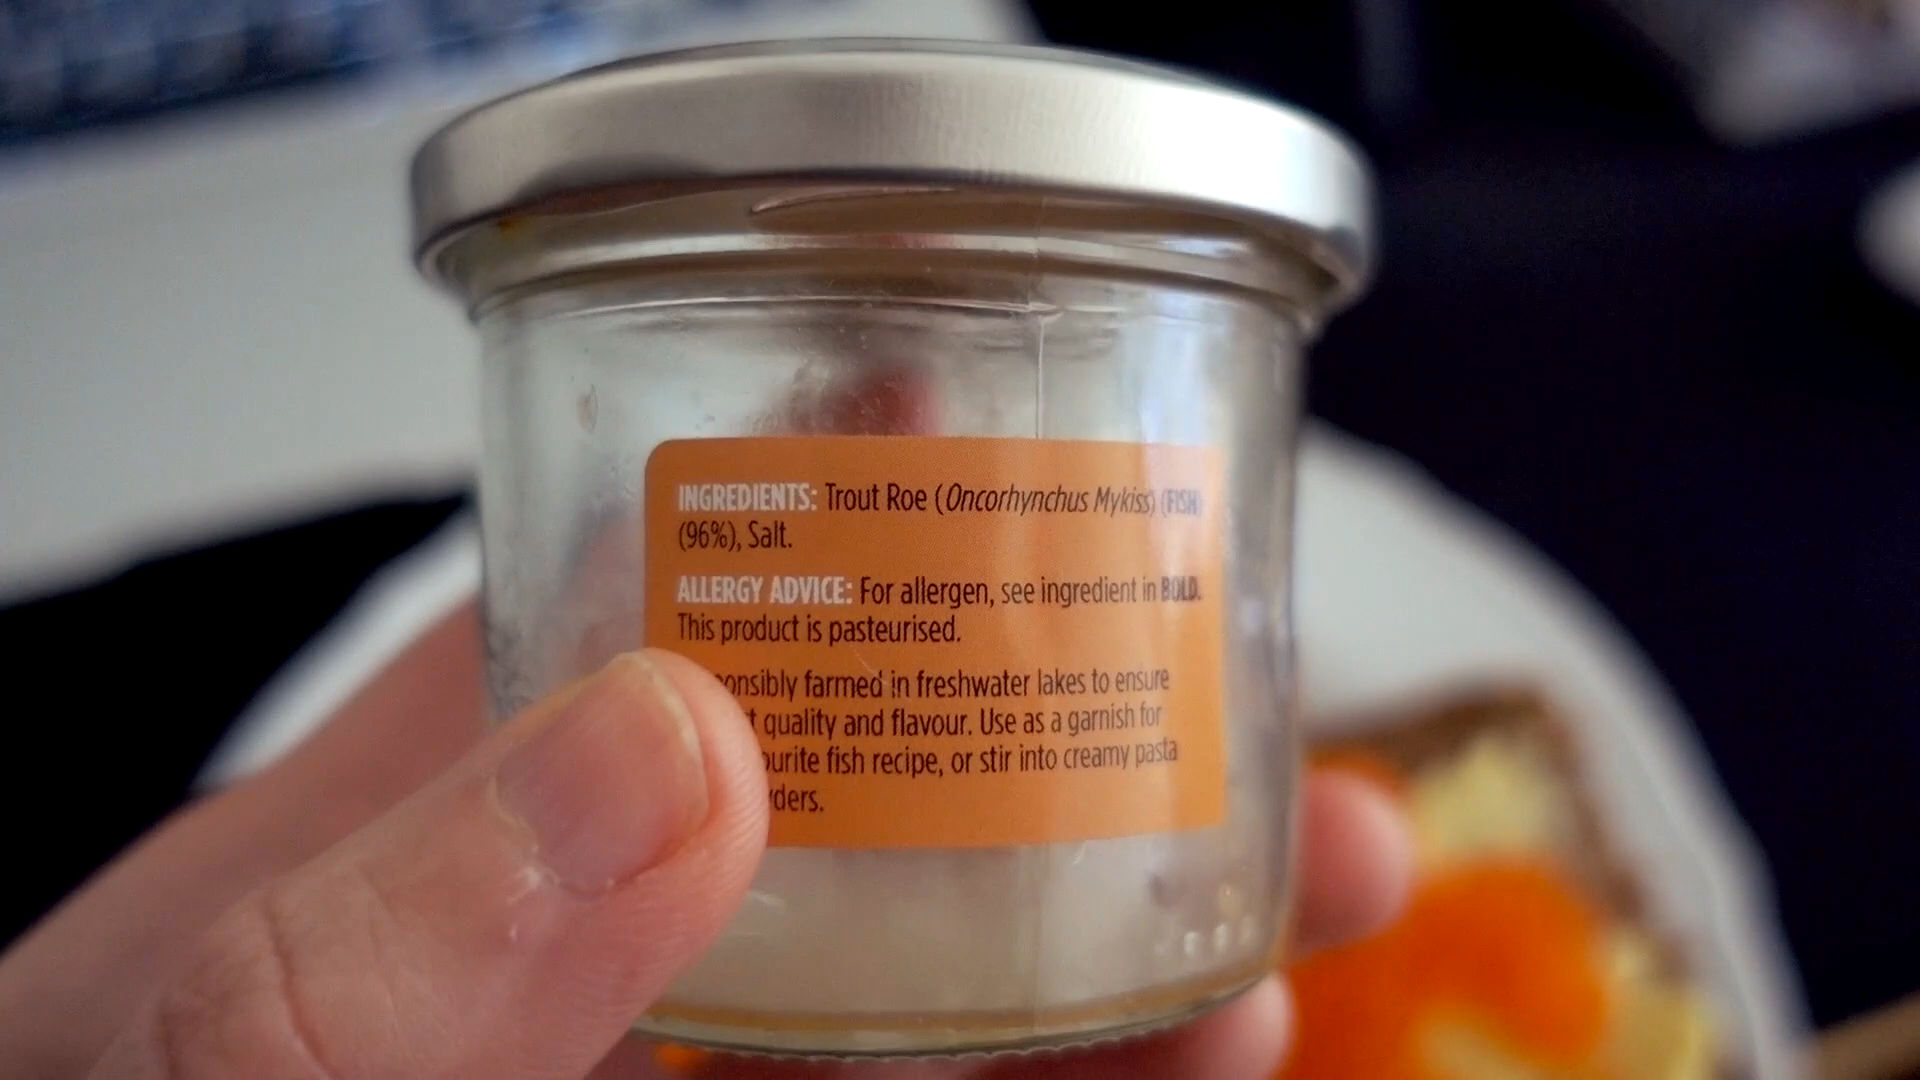 INGREDIENTS: Trout Roe (Oncorhynchus Mykiss) (FISH)
(96%), Salt.
ALLERGY ADVICE: For allergen, see ingredient in BOLD.
This product is pasteurised.
farmed in freshwater lakes to ensure
quality and flavour. Use as a garnish for
fish recipe, or stir into creamy pasta